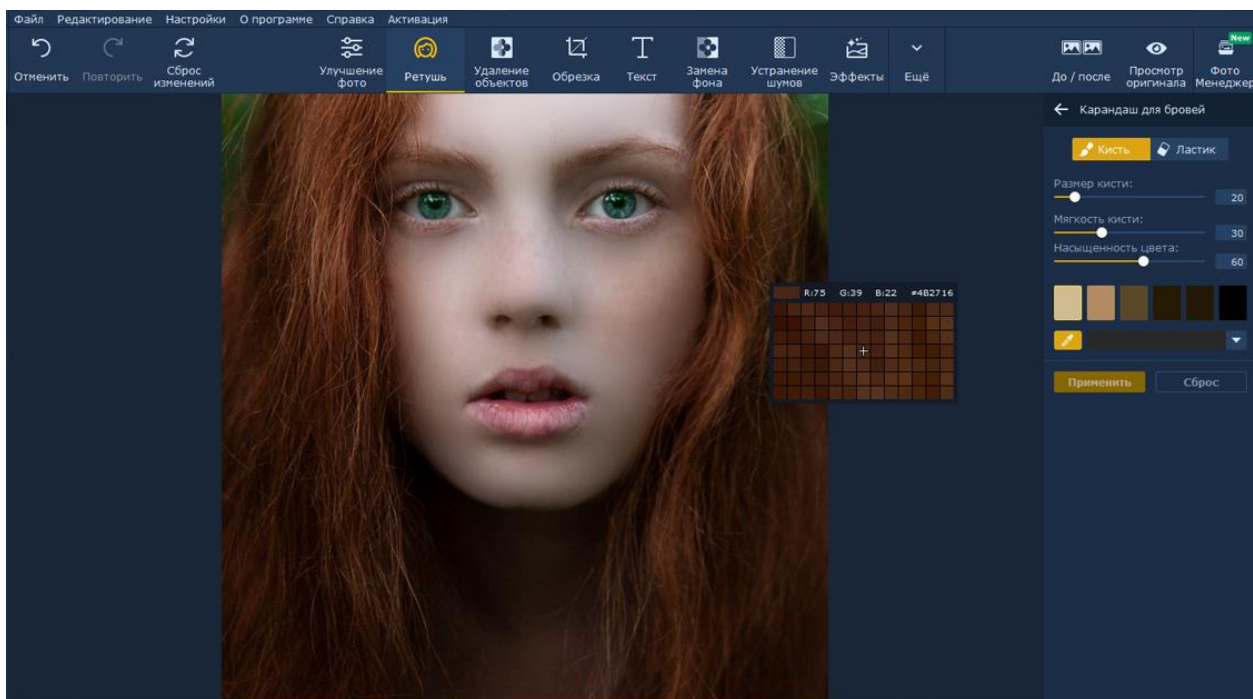 Файл Редактирование Настройки О программе Справка Активация
Отменить
Повторить
Сброс
изменений
Улучшение
фото
Ретушь
Удаление
объектов
Обрезка
Текст
Замена
фона
Устранение
шумов
Эффекты
Ещё
До / после
Просмотр
оригинала
New
Фото
Менеджер
Карандаш для бровей
Кисть
Ластик
Размер кисти:
20
Мягкость кисти:
30
Насыщенность цвета:
60
R:75 G:39 B:22 #4B2716
Применить
Сброс